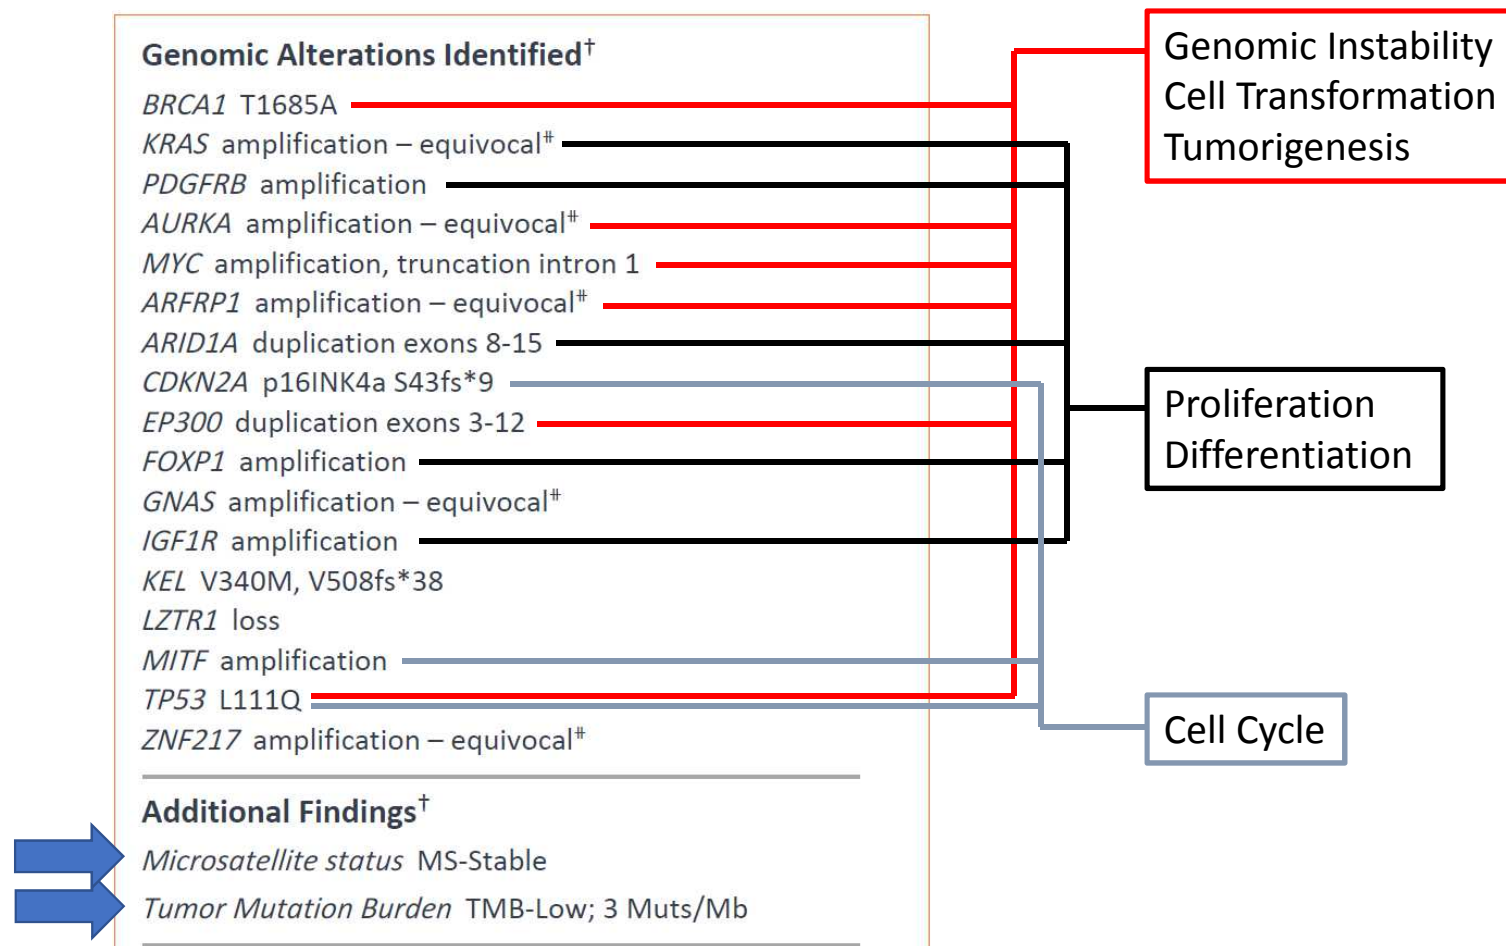 Genomic Alterations Identified†
BRCA1 T1685A
KRAS amplification – equivocal⧺
PDGFRB amplification
AURKA amplification – equivocal⧺
MYC amplification, truncation intron 1
ARFRP1 amplification – equivocal⧺
ARID1A duplication exons 8-15
CDKN2A p16INK4a S43fs*9
EP300 duplication exons 3-12
FOXP1 amplification
GNAS amplification – equivocal⧺
IGF1R amplification
KEL V340M, V508fs*38
LZTR1 loss
MITF amplification
TP53 L111Q
ZNF217 amplification – equivocal⧺
Additional Findings†
Microsatellite status MS-Stable
Tumor Mutation Burden TMB-Low; 3 Muts/Mb
Genomic Instability
Cell Transformation
Tumorigenesis
Proliferation
Differentiation
Cell Cycle